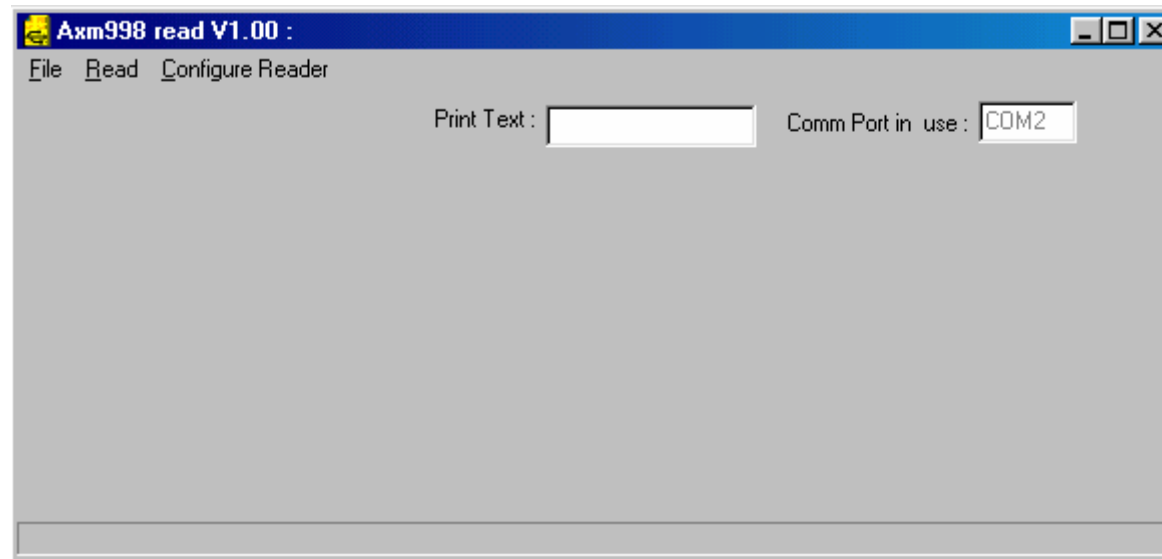 Axm998 read V1.00 :
File Read Configure Reader
Print Text : Comm Port in use : COM2